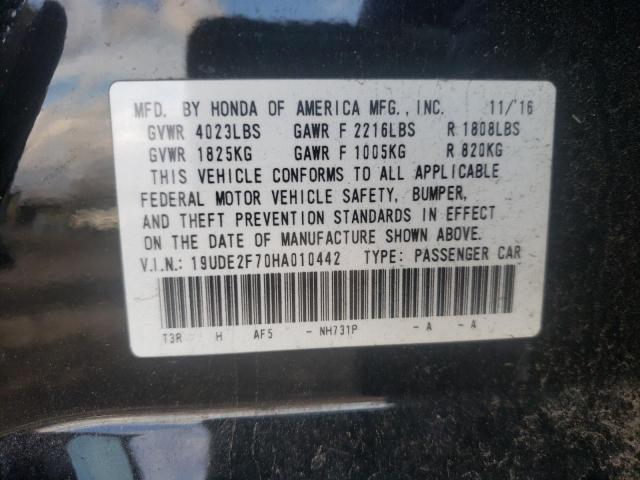 MFD. BY HONDA OF AMERICA MFG., INC. 11/'16
GVWR 4023LBS GAWR F 2216LBS R 1808LBS
GVWR 1825KG GAWR F 1005KG R 820KG
THIS VEHICLE CONFORMS TO ALL APPLICABLE
FEDERAL MOTOR VEHICLE SAFETY, BUMPER,
AND THEFT PREVENTION STANDARDS IN EFFECT
ON THE DATE OF MANUFACTURE SHOWN ABOVE.
V.I.N.: 19UDE2F70HA010442 TYPE: PASSENGER CAR
T3R H AF5 - NH731P - A - A